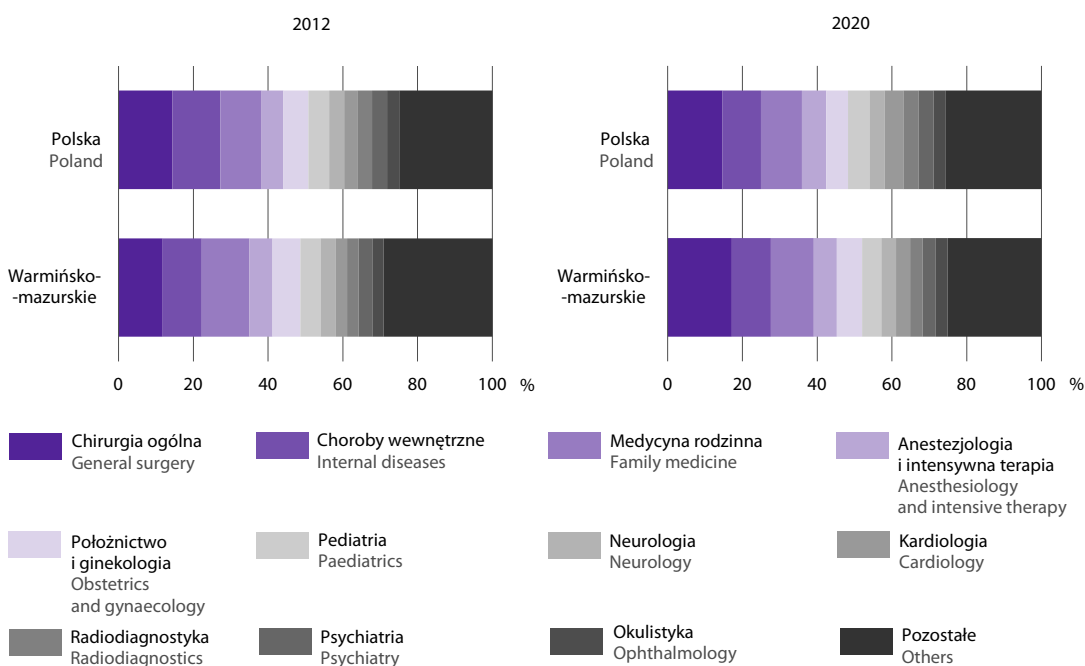 2012
2020
Polska
Poland
Warmińsko-
-mazurskie
0 20 40 60 80 100 %
Polska
Poland
Warmińsko-
-mazurskie
0 20 40 60 80 100 %
Chirurgia ogólna
General surgery
Choroby wewnętrzne
Internal diseases
Medycyna rodzinna
Family medicine
Anestezjologia
i intensywna terapia
Anesthesiology
and intensive therapy
Położnictwo
i ginekologia
Obstetrics
and gynaecology
Pediatria
Paediatrics
Neurologia
Neurology
Kardiologia
Cardiology
Radiodiagnostyka
Radiodiagnostics
Psychiatria
Psychiatry
Okulistyka
Ophthalmology
Pozostałe
Others